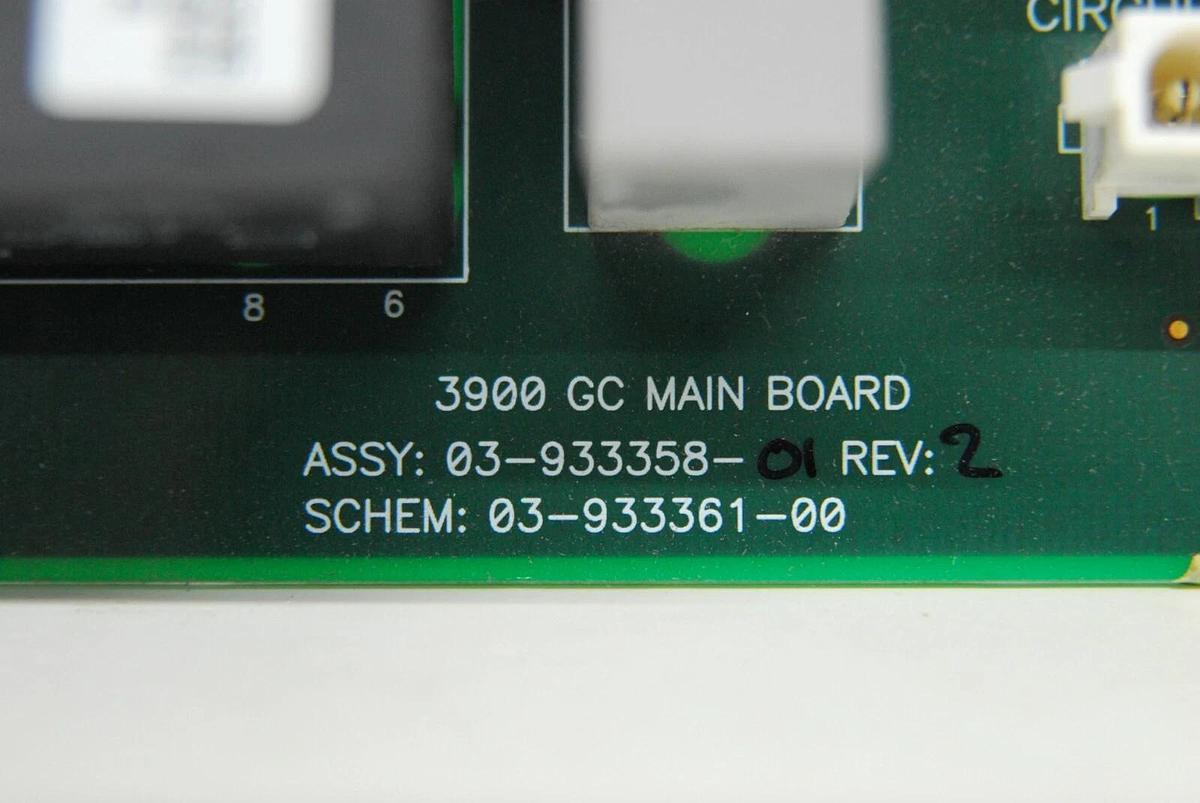 8 6
1
3900 GC MAIN BOARD
ASSY: 03-933358-01 REV: 2
SCHEM: 03-933361-00